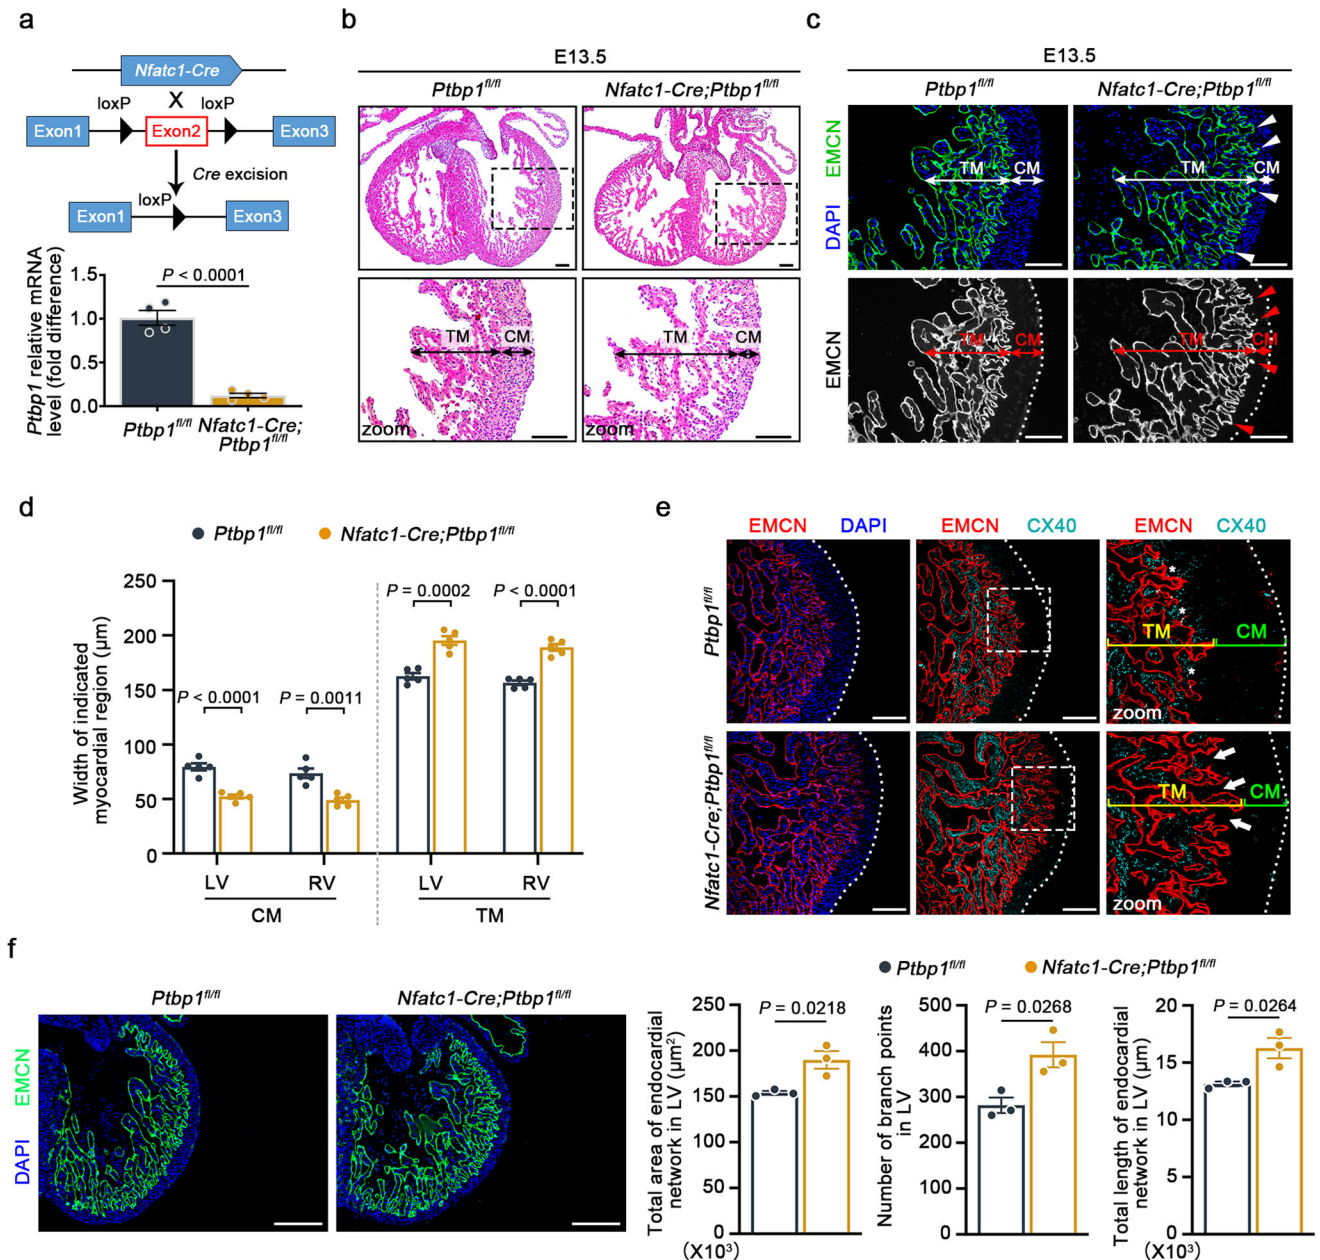 a
Nfatc1-Cre
X
loxP
loxP
Exon1
Exon2
Exon3
Cre excision
loxP
Exon1
Exon3
Ptbp1 relative mRNA
level (fold difference)
1.5
1.0
0.5
0.0
P < 0.0001
Ptbp1fl/fl
Nfatc1-Cre;
Ptbp1fl/fl
b
E13.5
Ptbp1fl/fl
Nfatc1-Cre;Ptbp1fl/fl
TM
CM
zoom
TM
CM
zoom
c
E13.5
Ptbp1fl/fl
Nfatc1-Cre;Ptbp1fl/fl
DAPI EMCN
TM
CM
TM
CM
EMCN
TM
CM
TM
CM
d
Ptbp1fl/fl
Nfatc1-Cre;Ptbp1fl/fl
Width of indicated
myocardial region (μm)
250
200
150
100
50
0
P < 0.0001
P = 0.0011
P = 0.0002
P < 0.0001
LV
RV
LV
RV
CM
TM
e
EMCN DAPI
EMCN CX40
EMCN CX40
Ptbp1fl/fl
* * *
TM
CM
zoom
Nfatc1-Cre;Ptbp1fl/fl
TM
CM
zoom
f
Ptbp1fl/fl
Nfatc1-Cre;Ptbp1fl/fl
DAPI EMCN
Ptbp1fl/fl
Nfatc1-Cre;Ptbp1fl/fl
Total area of endocardial
network in LV (μm2)
250
200
150
100
50
0
(X10³)
P = 0.0218
Number of branch points
in LV
500
400
300
200
100
0
P = 0.0268
Total length of endocardial
network in LV (μm)
20
15
10
5
0
(X10³)
P = 0.0264